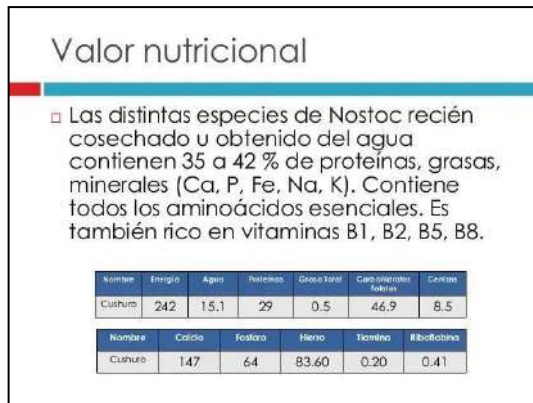 Valor nutricional
Las distintas especies de Nostoc recién
cosechado u obtenido del agua
contienen 35 a 42 % de proteínas, grasas,
minerales (Ca, P, Fe, Na, K). Contiene
todos los aminoácidos esenciales. Es
también rico en vitaminas B1, B2, B5, B8.
Nombre Energía Agua Proteínas Grasa Total Carbohidratos Totales Cenizas
Cushuro 242 15.1 29 0.5 46.9 8.5
Nombre Calcio Fosforo Hierro Tiamina Riboflabina
Cushuro 147 64 83.60 0.20 0.41